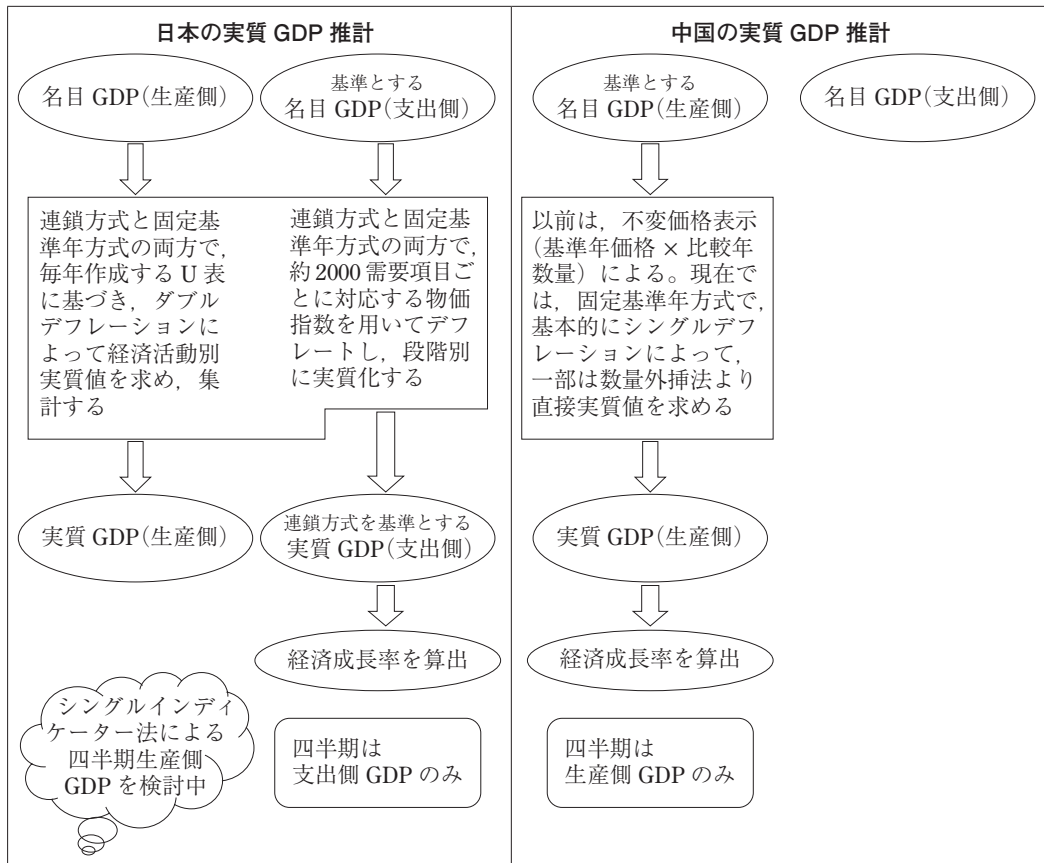 日本の実質 GDP 推計
名目 GDP(生産側)
基準とする
名目 GDP(支出側)
連鎖方式と固定基
準年方式の両方で,
毎年作成する U 表
に基づき，ダブル
デフレーションに
よって経済活動別
実質値を求め，集
計する
連鎖方式と固定基
準年方式の両方で,
約 2000 需要項目ご
とに対応する物価
指数を用いてデフ
レートし，段階別
に実質化する
実質 GDP(生産側)
連鎖方式を基準とする
実質 GDP(支出側)
経済成長率を算出
シングルインディ
ケーター法による
四半期生産側
GDP を検討中
四半期は
支出側 GDP のみ
中国の実質 GDP 推計
基準とする
名目 GDP(生産側)
名目 GDP(支出側)
以前は，不変価格表示
(基準年価格 × 比較年
数量）による。現在で
は，固定基準年方式で,
基本的にシングルデフ
レーションによって，
一部は数量外挿法より
直接実質値を求める
実質 GDP(生産側)
経済成長率を算出
四半期は
生産側 GDP のみ